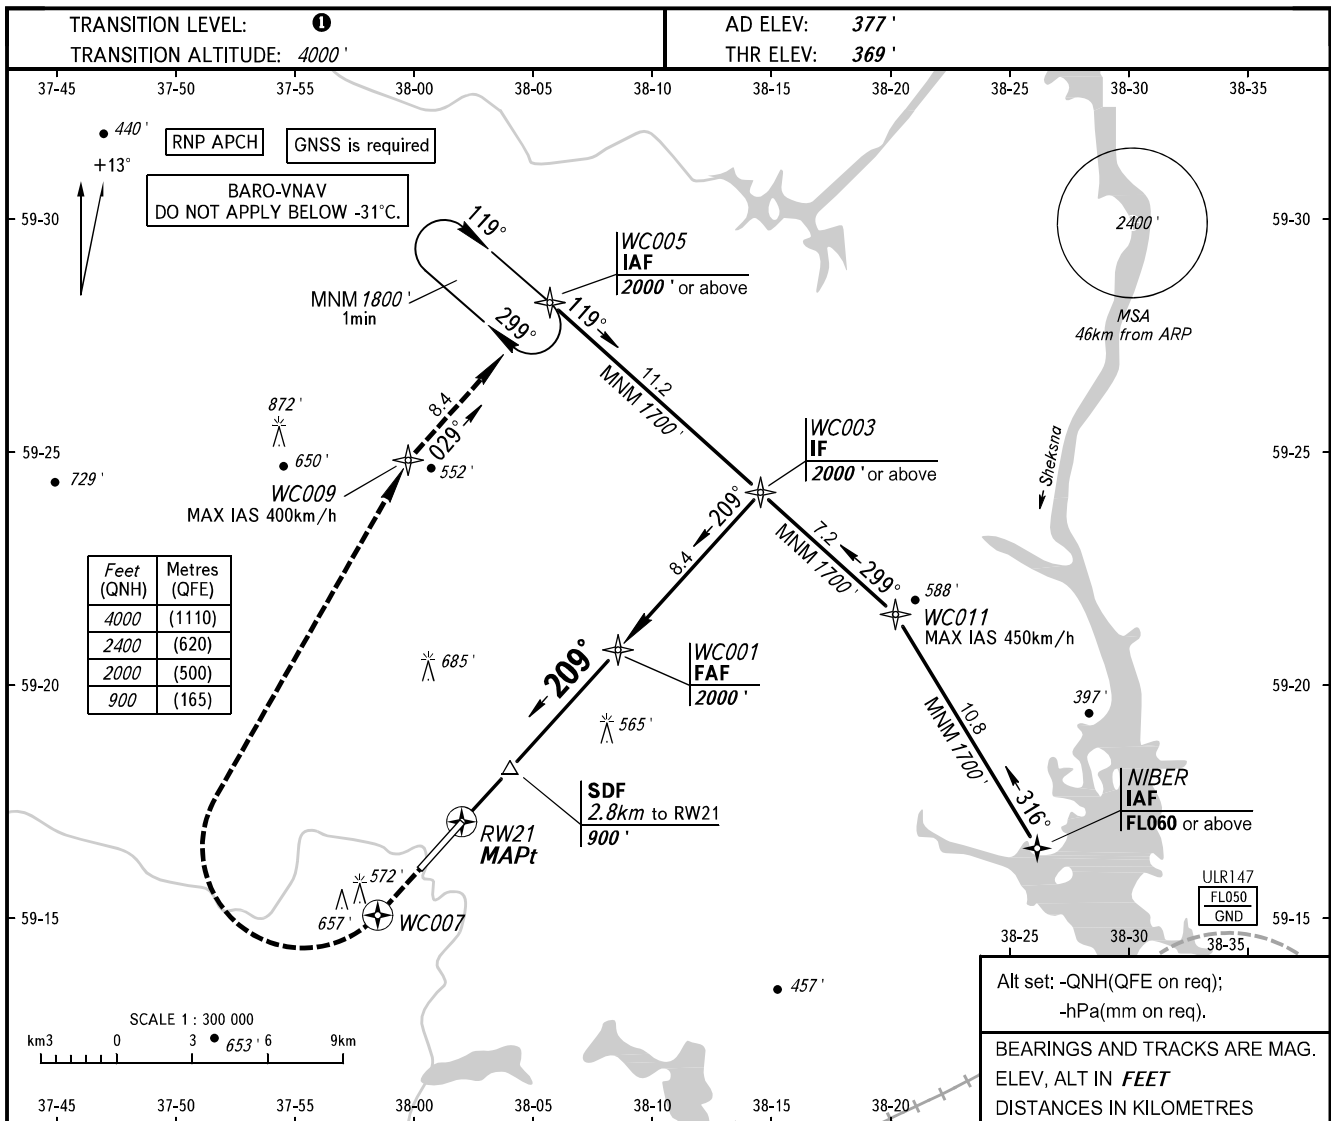 TRANSITION LEVEL: 1
TRANSITION ALTITUDE: 4000 '
AD ELEV: 377 '
THR ELEV: 369 '
37-45 37-50 37-55 38-00 38-05 38-10 38-15 38-20 38-25 38-30 38-35
440 '
+13°
RNP APCH
GNSS is required
BARO-VNAV
DO NOT APPLY BELOW -31°C.
59-30
59-30
2400 '
MSA
46km from ARP
119°
WC005
IAF
2000 ' or above
MNM 1800 '
1min
299°
119°
11.2
MNM 1700 '
8.4
029°
872 '
650 '
552 '
729 '
59-25
59-25
WC009
MAX IAS 400km/h
WC003
IF
2000 ' or above
Sheksna
209°
8.4
7.2
299°
MNM 1700 '
588 '
WC011
MAX IAS 450km/h
Feet (QNH) Metres (QFE)
4000 (1110)
2400 (620)
2000 (500)
900 (165)
685 '
209°
WC001
FAF
2000 '
59-20
59-20
565 '
10.8
MNM 1700 '
397 '
316°
NIBER
IAF
FL060 or above
SDF
2.8km to RW21
900 '
RW21
MAPt
572 '
657 '
WC007
59-15
59-15
ULR147
FL050
GND
38-25 38-30 38-35
457 '
Alt set: -QNH(QFE on req);
-hPa(mm on req).
BEARINGS AND TRACKS ARE MAG.
ELEV, ALT IN FEET
DISTANCES IN KILOMETRES
SCALE 1 : 300 000
km3 0 3 6 9km
653 '
37-45 37-50 37-55 38-00 38-05 38-10 38-15 38-20